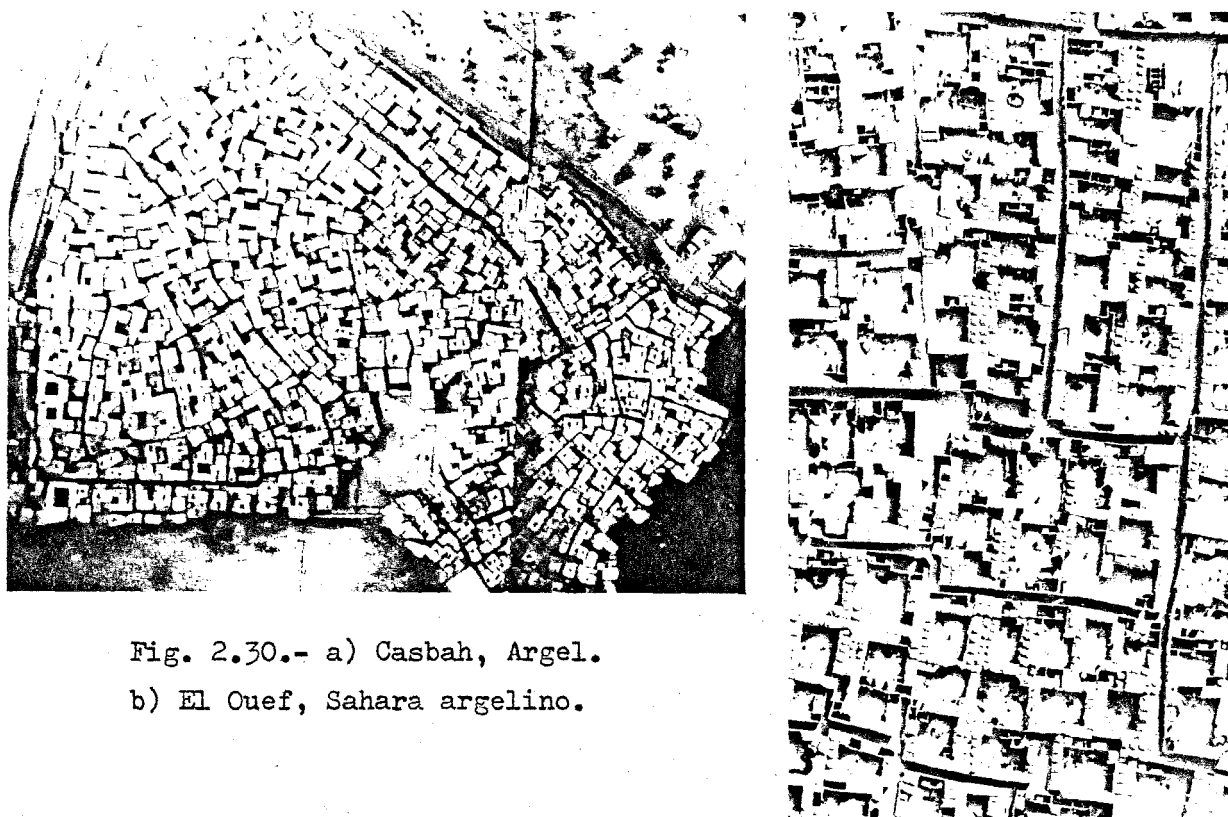 Fig. 2.30.- a) Casbah, Argel.
b) El Ouef, Sahara argelino.